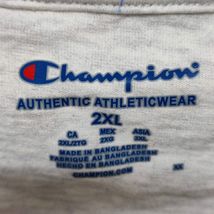 Champion
AUTHENTIC ATHLETICWEAR
2XL
CA MEX ASIA
2XL/2TG 2XG 3XL
MADE IN BANGLADESH
FABRIQUÉ AU BANGLADESH
HECHO EN BANGLADESH
CHAMPION.COM XX